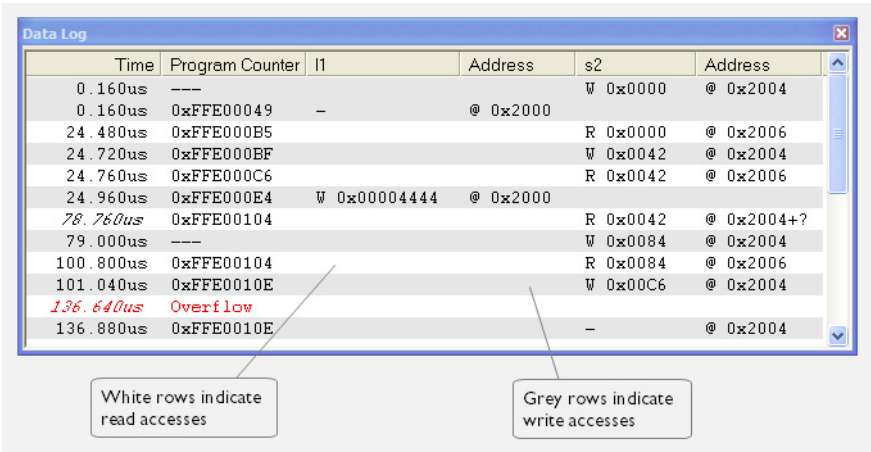 Data Log
Time Program Counter l1 Address s2 Address
0.160us --- W 0x0000 @ 0x2004
0.160us 0xFFE00049 - @ 0x2000
24.480us 0xFFE000B5 R 0x0000 @ 0x2006
24.720us 0xFFE000BF W 0x0042 @ 0x2004
24.760us 0xFFE000C6 R 0x0042 @ 0x2006
24.960us 0xFFE000E4 W 0x00004444 @ 0x2000
78.760us 0xFFE00104 R 0x0042 @ 0x2004+?
79.000us --- W 0x0084 @ 0x2004
100.800us 0xFFE00104 R 0x0084 @ 0x2006
101.040us 0xFFE0010E W 0x00C6 @ 0x2004
136.640us Overflow
136.880us 0xFFE0010E - @ 0x2004
White rows indicate
read accesses
Grey rows indicate
write accesses